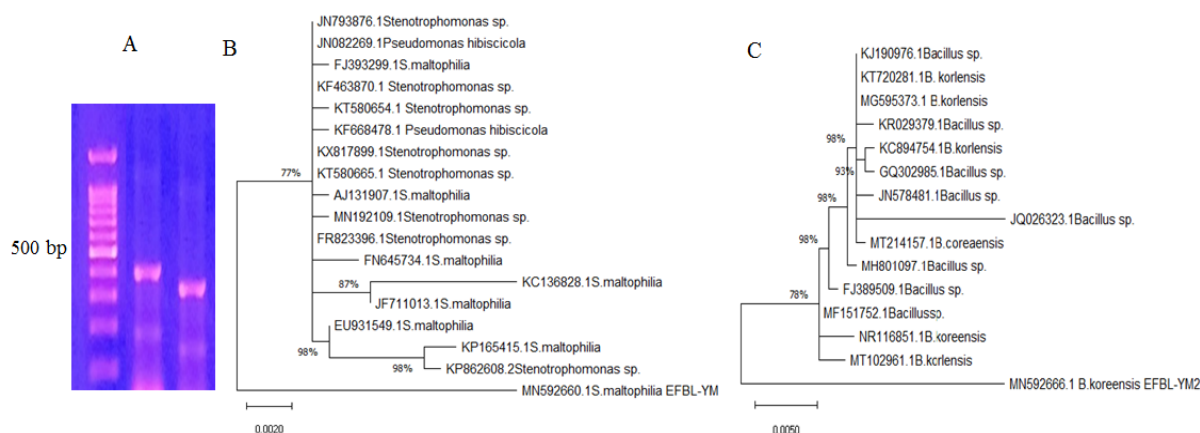 A
500 bp
B
JN793876.1Stenotrophomonas sp.
JN082269.1Pseudomonas hibiscicola
FJ393299.1S.maltophilia
KF463870.1 Stenotrophomonas sp.
KT580654.1 Stenotrophomonas sp.
KF668478.1 Pseudomonas hibiscicola
KX817899.1Stenotrophomonas sp.
KT580665.1 Stenotrophomonas sp.
77%
AJ131907.1S.maltophilia
MN192109.1Stenotrophomonas sp.
FR823396.1Stenotrophomonas sp.
FN645734.1S.maltophilia
87%
KC136828.1S.maltophilia
JF711013.1S.maltophilia
EU931549.1S.maltophilia
98%
KP165415.1S.maltophilia
98%
KP862608.2Stenotrophomonas sp.
MN592660.1S.maltophilia EFBL-YM
0.0020
C
KJ190976.1Bacillus sp.
KT720281.1B.korlensis
MG595373.1 B.korlensis
KR029379.1Bacillus sp.
98%
KC894754.1B.korlensis
93%
GQ302985.1Bacillus sp.
JN578481.1Bacillus sp.
98%
JQ026323.1Bacillus sp.
98%
MT214157.1B.coreaensis
MH801097.1Bacillus sp.
FJ389509.1Bacillus sp.
78%
MF151752.1Bacillussp.
NR116851.1B.koreensis
MT102961.1B.kcrlensis
MN592666.1 B.koreensis EFBL-YM2
0.0050